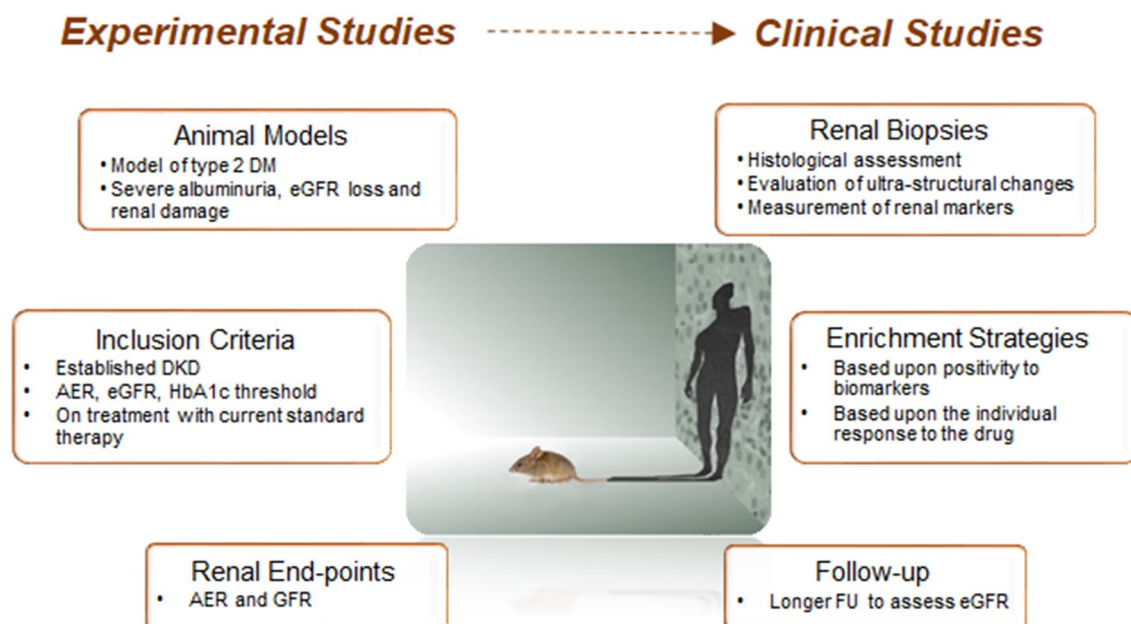 Experimental Studies
Clinical Studies
Animal Models
• Model of type 2 DM
• Severe albuminuria, eGFR loss and
renal damage
Renal Biopsies
• Histological assessment
• Evaluation of ultra-structural changes
• Measurement of renal markers
Inclusion Criteria
• Established DKD
• AER, eGFR, HbA1c threshold
• On treatment with current standard
therapy
Enrichment Strategies
• Based upon positivity to
biomarkers
• Based upon the individual
response to the drug
Renal End-points
• AER and GFR
Follow-up
• Longer FU to assess eGFR